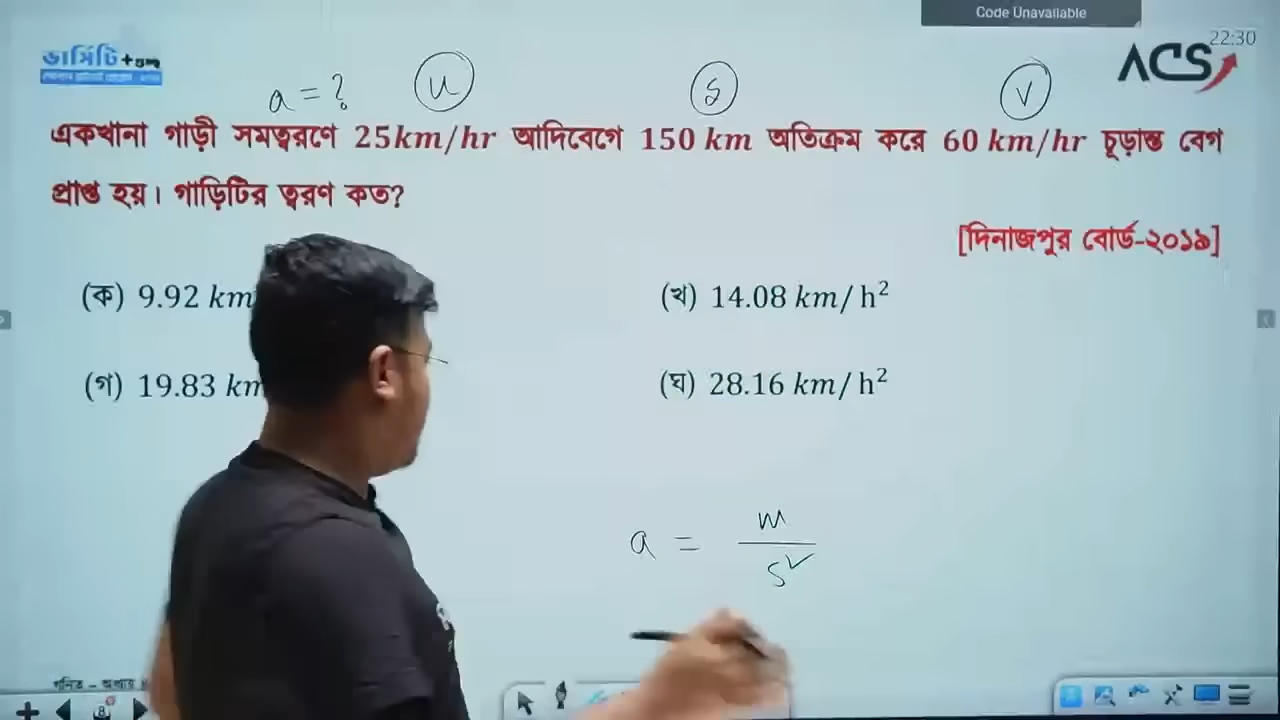 Code Unavailable
22:30
ভার্সিটি+
ACS
a = ? u s v
একখানা গাড়ী সমত্বরণে 25km/hr আদিবেগে 150 km অতিক্রম করে 60 km/hr চূড়ান্ত বেগ
প্রাপ্ত হয়। গাড়িটির ত্বরণ কত?
[দিনাজপুর বোর্ড-২০১৯]
(ক) 9.92 km (খ) 14.08 km/h²
(গ) 19.83 km (ঘ) 28.16 km/h²
a = m/s²
গনিত – অধ্যায়